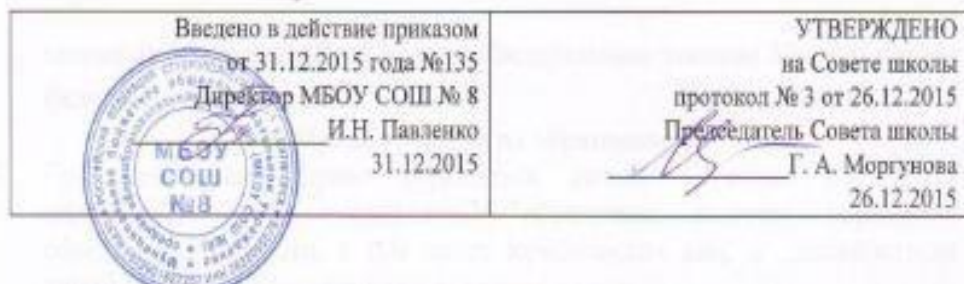 Введено в действие приказом
от 31.12.2015 года №135
Директор МБОУ СОШ № 8
И.Н. Павленко
31.12.2015
МБОУ
СОШ
№8
УТВЕРЖДЕНО
на Совете школы
протокол № 3 от 26.12.2015
Председатель Совета школы
Г. А. Моргунова
26.12.2015